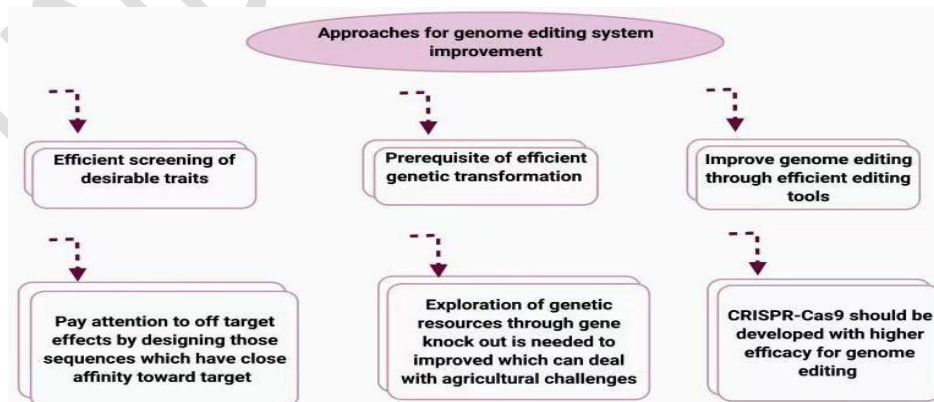 Approaches for genome editing system
improvement
Efficient screening of
desirable traits
Prerequisite of efficient
genetic transformation
Improve genome editing
through efficient editing
tools
Pay attention to off target
effects by designing those
sequences which have close
affinity toward target
Exploration of genetic
resources through gene
knock out is needed to
improved which can deal
with agricultural challenges
CRISPR-Cas9 should be
developed with higher
efficacy for genome
editing